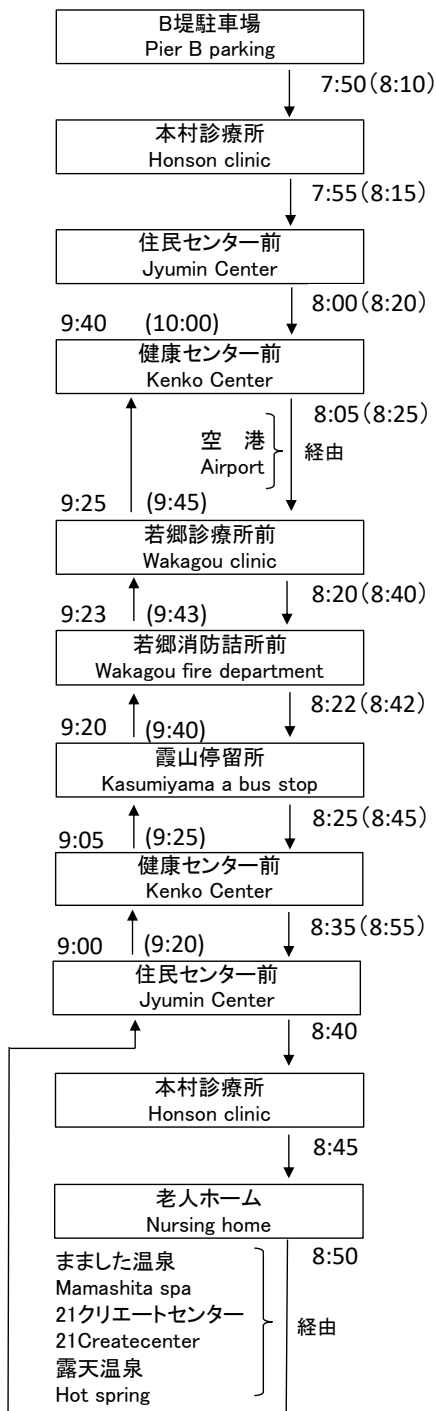 B堤駐車場
Pier B parking
7:50(8:10)
本村診療所
Honson clinic
7:55(8:15)
住民センター前
Jyumin Center
8:00(8:20)
9:40 (10:00)
健康センター前
Kenko Center
8:05(8:25)
空 港
Airport
経由
9:25 (9:45)
若郷診療所前
Wakagou clinic
8:20(8:40)
9:23 (9:43)
若郷消防詰所前
Wakagou fire department
8:22(8:42)
9:20 (9:40)
霞山停留所
Kasumiyama a bus stop
8:25(8:45)
9:05 (9:25)
健康センター前
Kenko Center
8:35(8:55)
9:00 (9:20)
住民センター前
Jyumin Center
8:40
本村診療所
Honson clinic
8:45
老人ホーム
Nursing home
8:50
まました温泉
Mamashita spa
21クリエートセンター
21Createcenter
露天温泉
Hot spring
経由